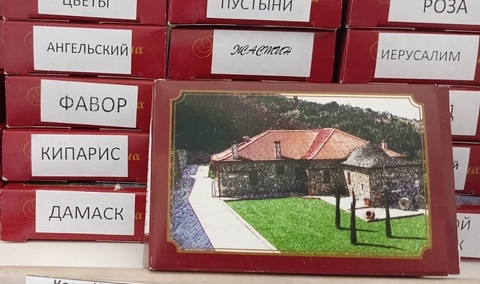 ЦВЕТЫ
ПУСТЫНИ
РОЗА
АНГЕЛЬСКИЙ
ЖАСМИН
ИЕРУСАЛИМ
ФАВОР
КИПАРИС
ДАМАСК